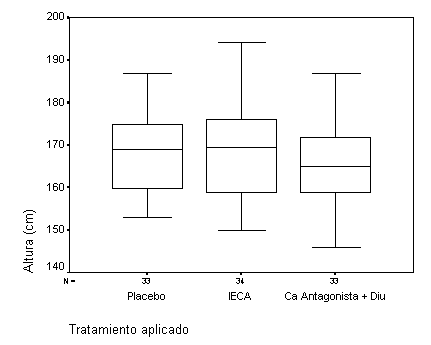 200
190
180
170
160
150
140
Altura (cm)
N = 33 34 33
Placebo IECA Ca Antagonista + Diu
Tratamiento aplicado